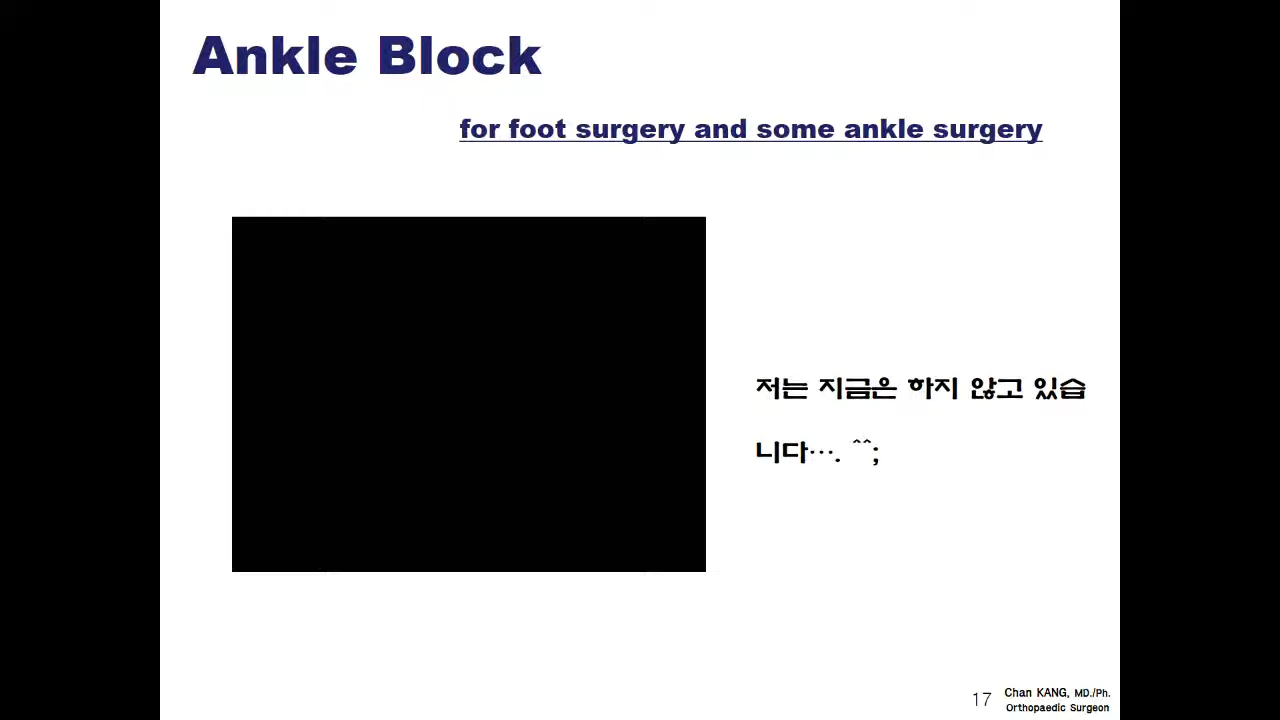 Ankle Block
for foot surgery and some ankle surgery
저는 지금은 하지 않고 있습
니다…. ^^;
17
Chan KANG, MD./Ph.
Orthopaedic Surgeon